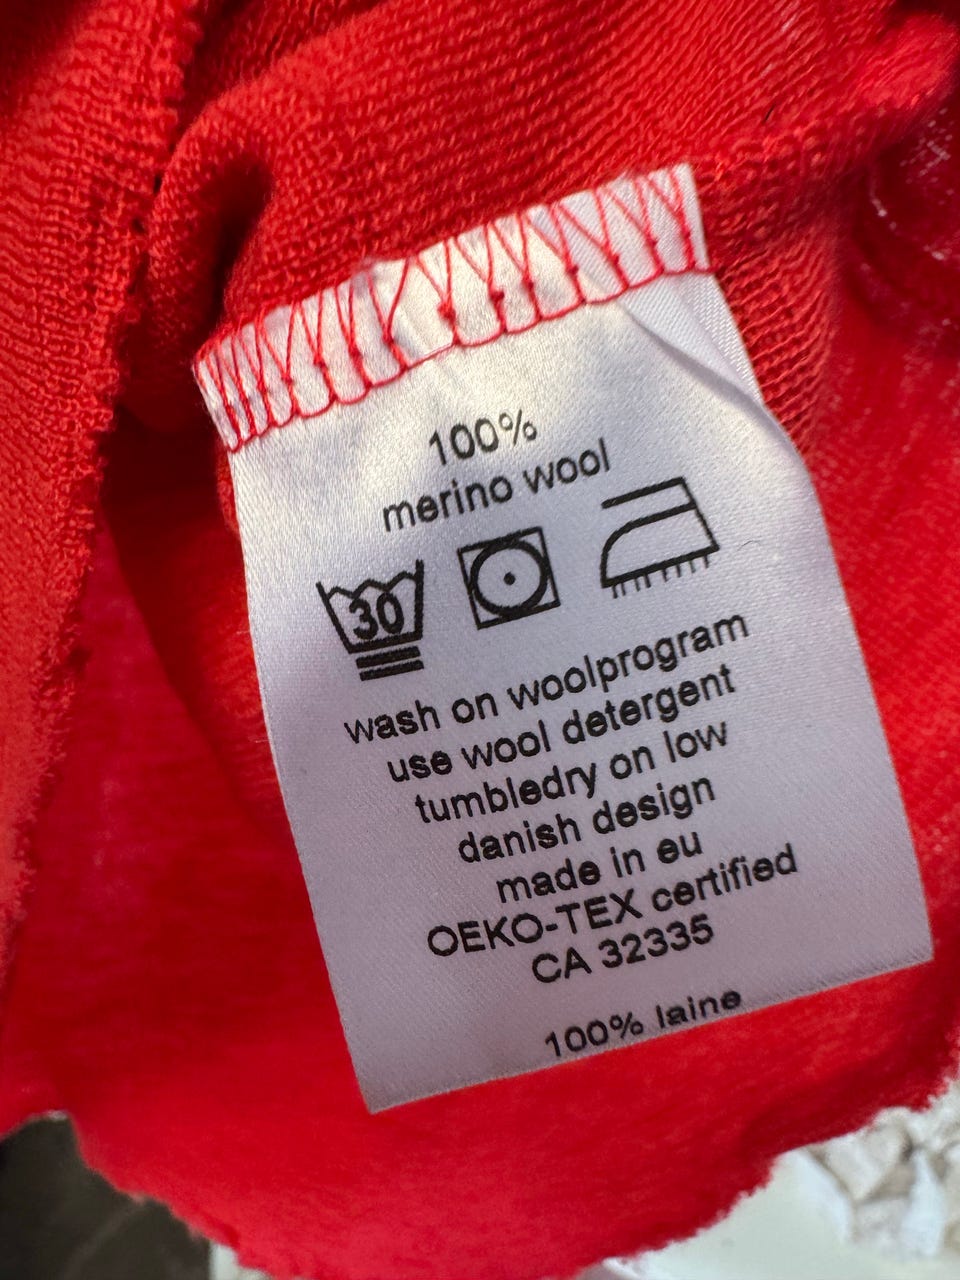 100%
merino wool
30
wash on woolprogram
use wool detergent
tumbledry on low
danish design
made in eu
OEKO-TEX certified
CA 32335
100% laine